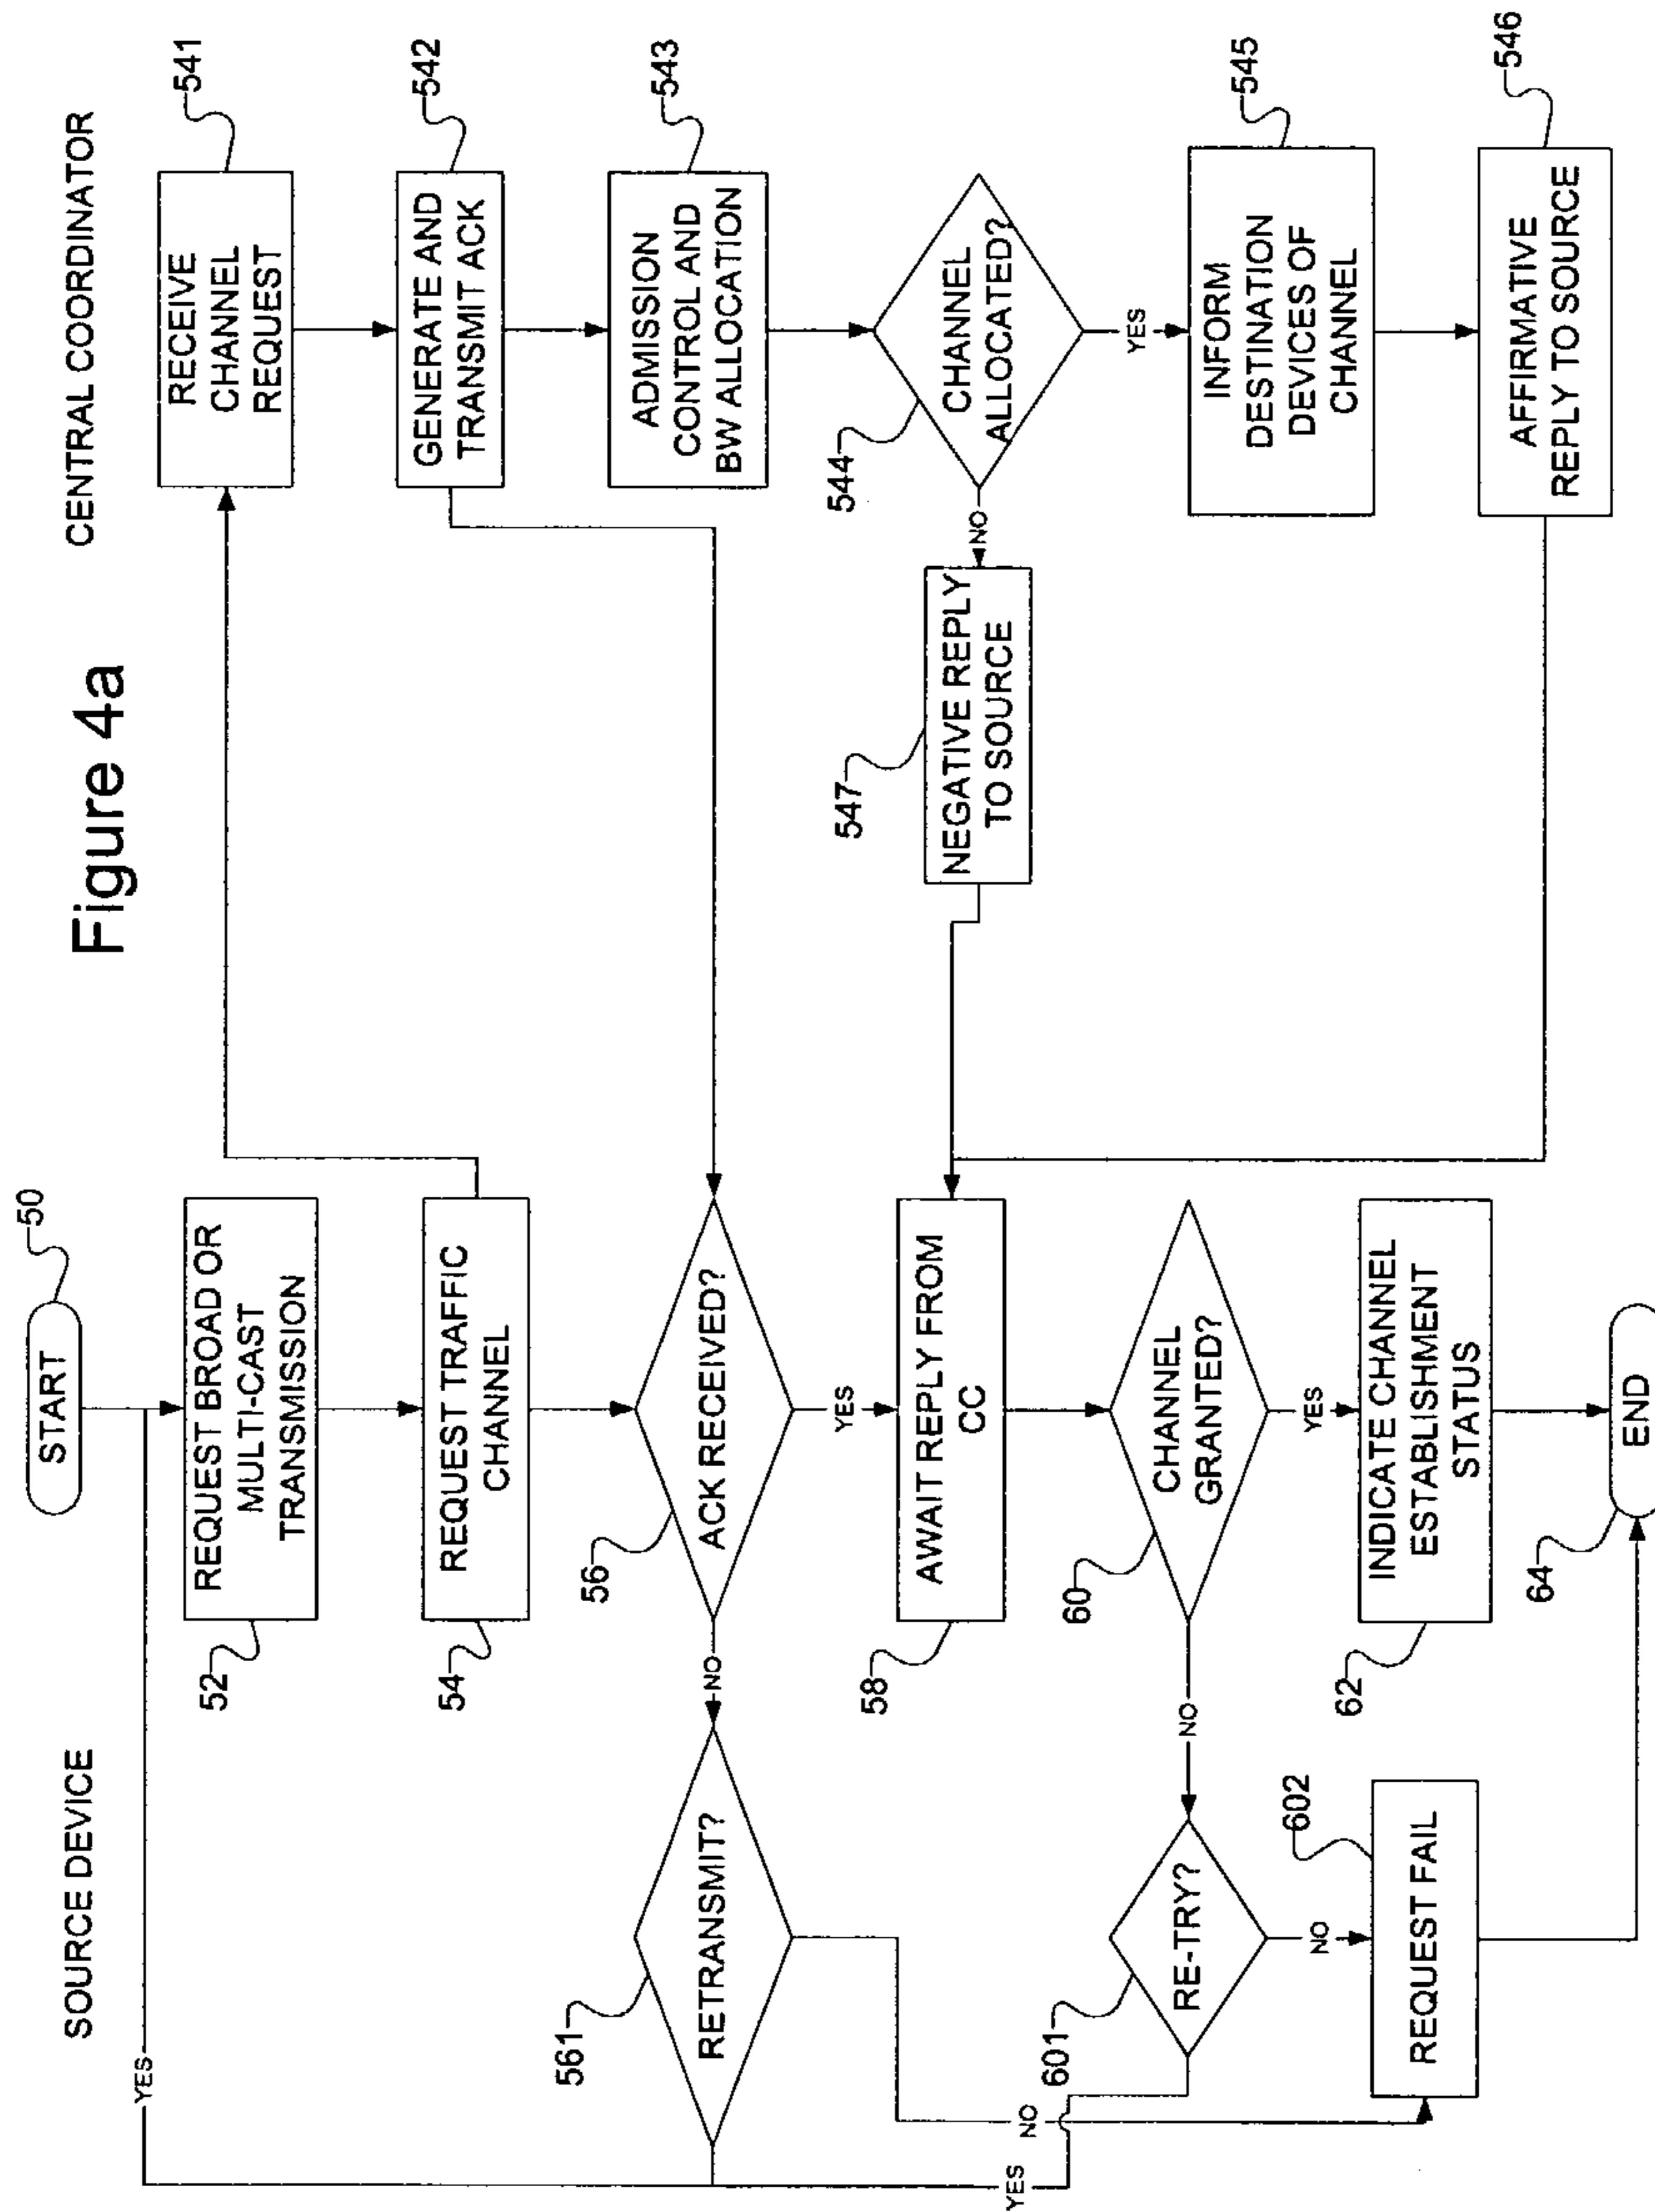 Figure 4a
SOURCE DEVICE
CENTRAL COORDINATOR
START
50
REQUEST BROAD OR
MULTI-CAST
TRANSMISSION
52
REQUEST TRAFFIC
CHANNEL
54
ACK RECEIVED?
56
NO
YES
RETRANSMIT?
561
YES
NO
AWAIT REPLY FROM
CC
58
CHANNEL
GRANTED?
60
NO
YES
RE-TRY?
601
YES
NO
REQUEST FAIL
602
INDICATE CHANNEL
ESTABLISHMENT
STATUS
62
END
64
RECEIVE
CHANNEL
REQUEST
541
GENERATE AND
TRANSMIT ACK
542
ADMISSION
CONTROL AND
BW ALLOCATION
543
CHANNEL
ALLOCATED?
544
NO
YES
NEGATIVE REPLY
TO SOURCE
547
INFORM
DESTINATION
DEVICES OF
CHANNEL
545
AFFIRMATIVE
REPLY TO SOURCE
546